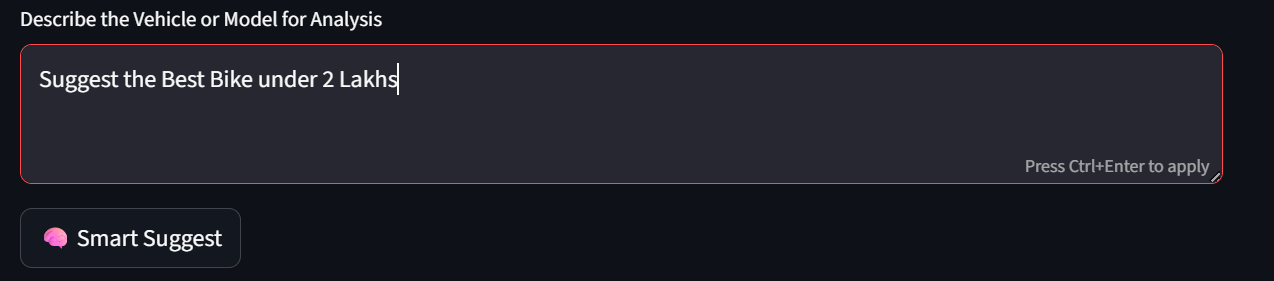 Describe the Vehicle or Model for Analysis
Suggest the Best Bike under 2 Lakhs
Press Ctrl+Enter to apply
Smart Suggest